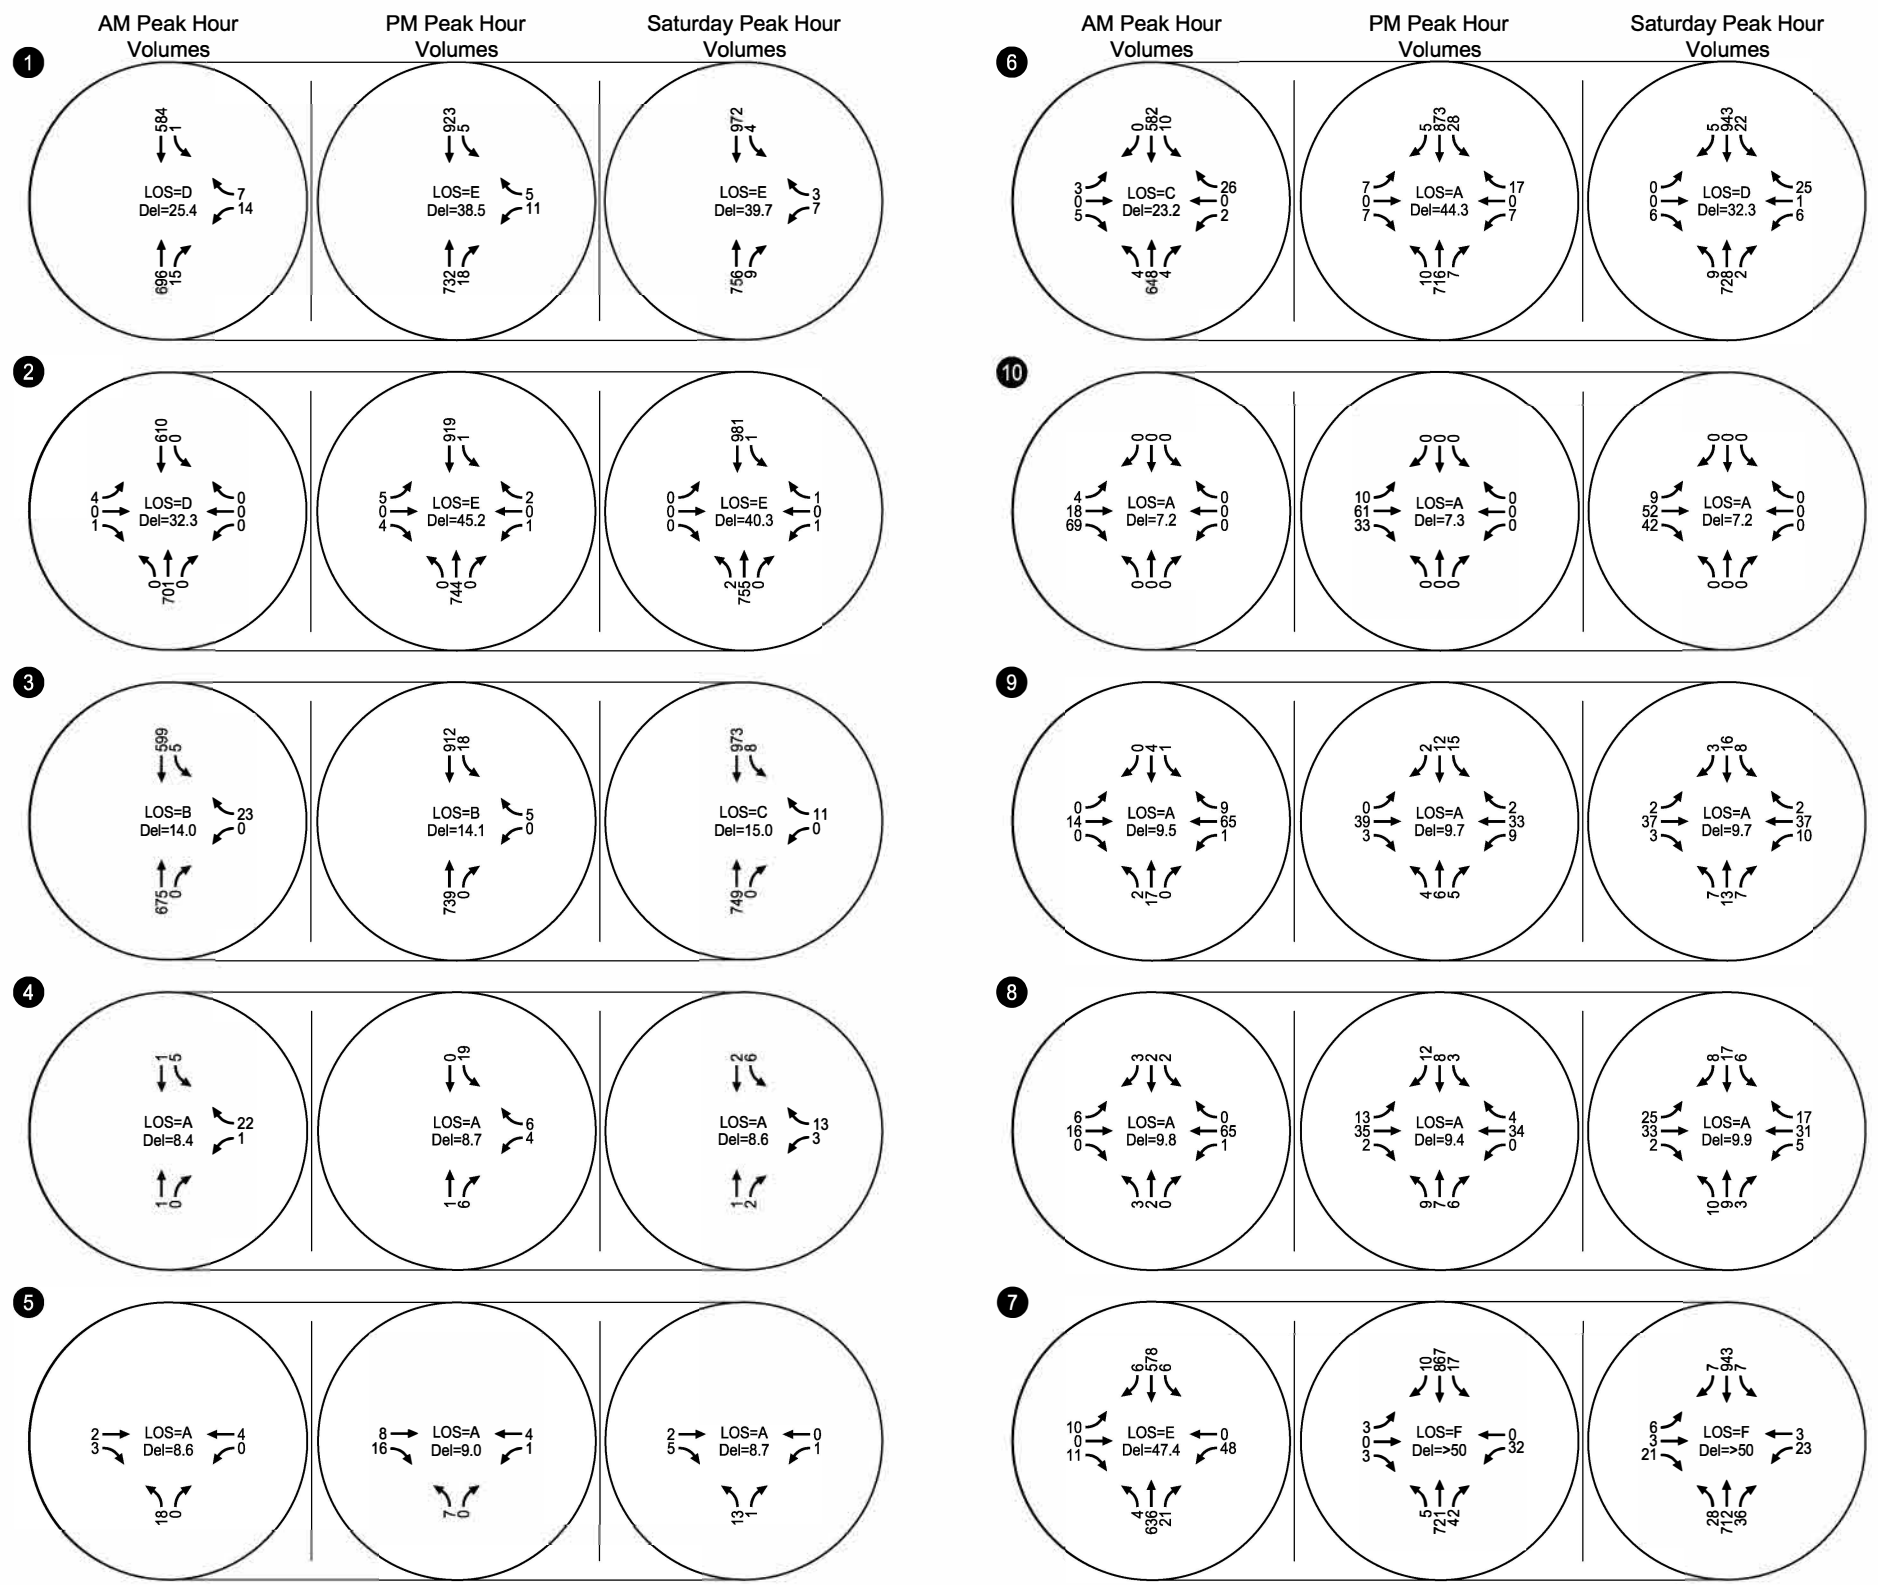 AM Peak Hour
Volumes
PM Peak Hour
Volumes
Saturday Peak Hour
Volumes
1
584 1
LOS=D
Del=25.4
7
14
696 15
923 5
LOS=E
Del=38.5
5
11
732 18
972 4
LOS=E
Del=39.7
3
7
756 9
2
610 0
4
0
1
LOS=D
Del=32.3
0
0
0
0 701 0
919 1
5
0
4
LOS=E
Del=45.2
2
0
1
0 744 0
981 1
0
0
0
LOS=E
Del=40.3
1
0
1
2 755 0
3
599 5
LOS=B
Del=14.0
23
0
675 0
912 18
LOS=B
Del=14.1
5
0
739 0
973 8
LOS=C
Del=15.0
11
0
749 0
4
1 5
LOS=A
Del=8.4
22
1
1 0
0 19
LOS=A
Del=8.7
6
4
1 6
2 6
LOS=A
Del=8.6
13
3
1 2
5
2
3
LOS=A
Del=8.6
4
0
18 0
8
16
LOS=A
Del=9.0
4
1
7 0
2
5
LOS=A
Del=8.7
0
1
13 1
AM Peak Hour
Volumes
PM Peak Hour
Volumes
Saturday Peak Hour
Volumes
6
0 582 10
3
0
5
LOS=C
Del=23.2
26
0
2
4 648 4
5 873 28
7
0
7
LOS=A
Del=44.3
17
0
7
10 716 7
5 943 22
0
0
6
LOS=D
Del=32.3
25
1
6
9 728 2
10
0 0 0
4
18
69
LOS=A
Del=7.2
0
0
0
0 0 0
0 0 0
10
61
33
LOS=A
Del=7.3
0
0
0
0 0 0
0 0 0
9
52
42
LOS=A
Del=7.2
0
0
0
0 0 0
9
0 4 1
0
14
0
LOS=A
Del=9.5
9
65
1
2 17 0
2 12 15
0
39
3
LOS=A
Del=9.7
2
33
9
4 6 5
3 16 8
2
37
3
LOS=A
Del=9.7
2
37
10
7 13 7
8
3 2 2
6
16
0
LOS=A
Del=9.8
0
65
1
3 2 0
12 8 3
13
35
2
LOS=A
Del=9.4
4
34
0
9 7 6
8 17 6
25
33
2
LOS=A
Del=9.9
17
31
5
10 9 3
7
6 578 6
10
0
11
LOS=E
Del=47.4
0
48
4 636 21
10 867 17
3
0
3
LOS=F
Del=>50
0
32
5 721 42
7 943 7
6
3
21
LOS=F
Del=>50
3
23
28 712 36